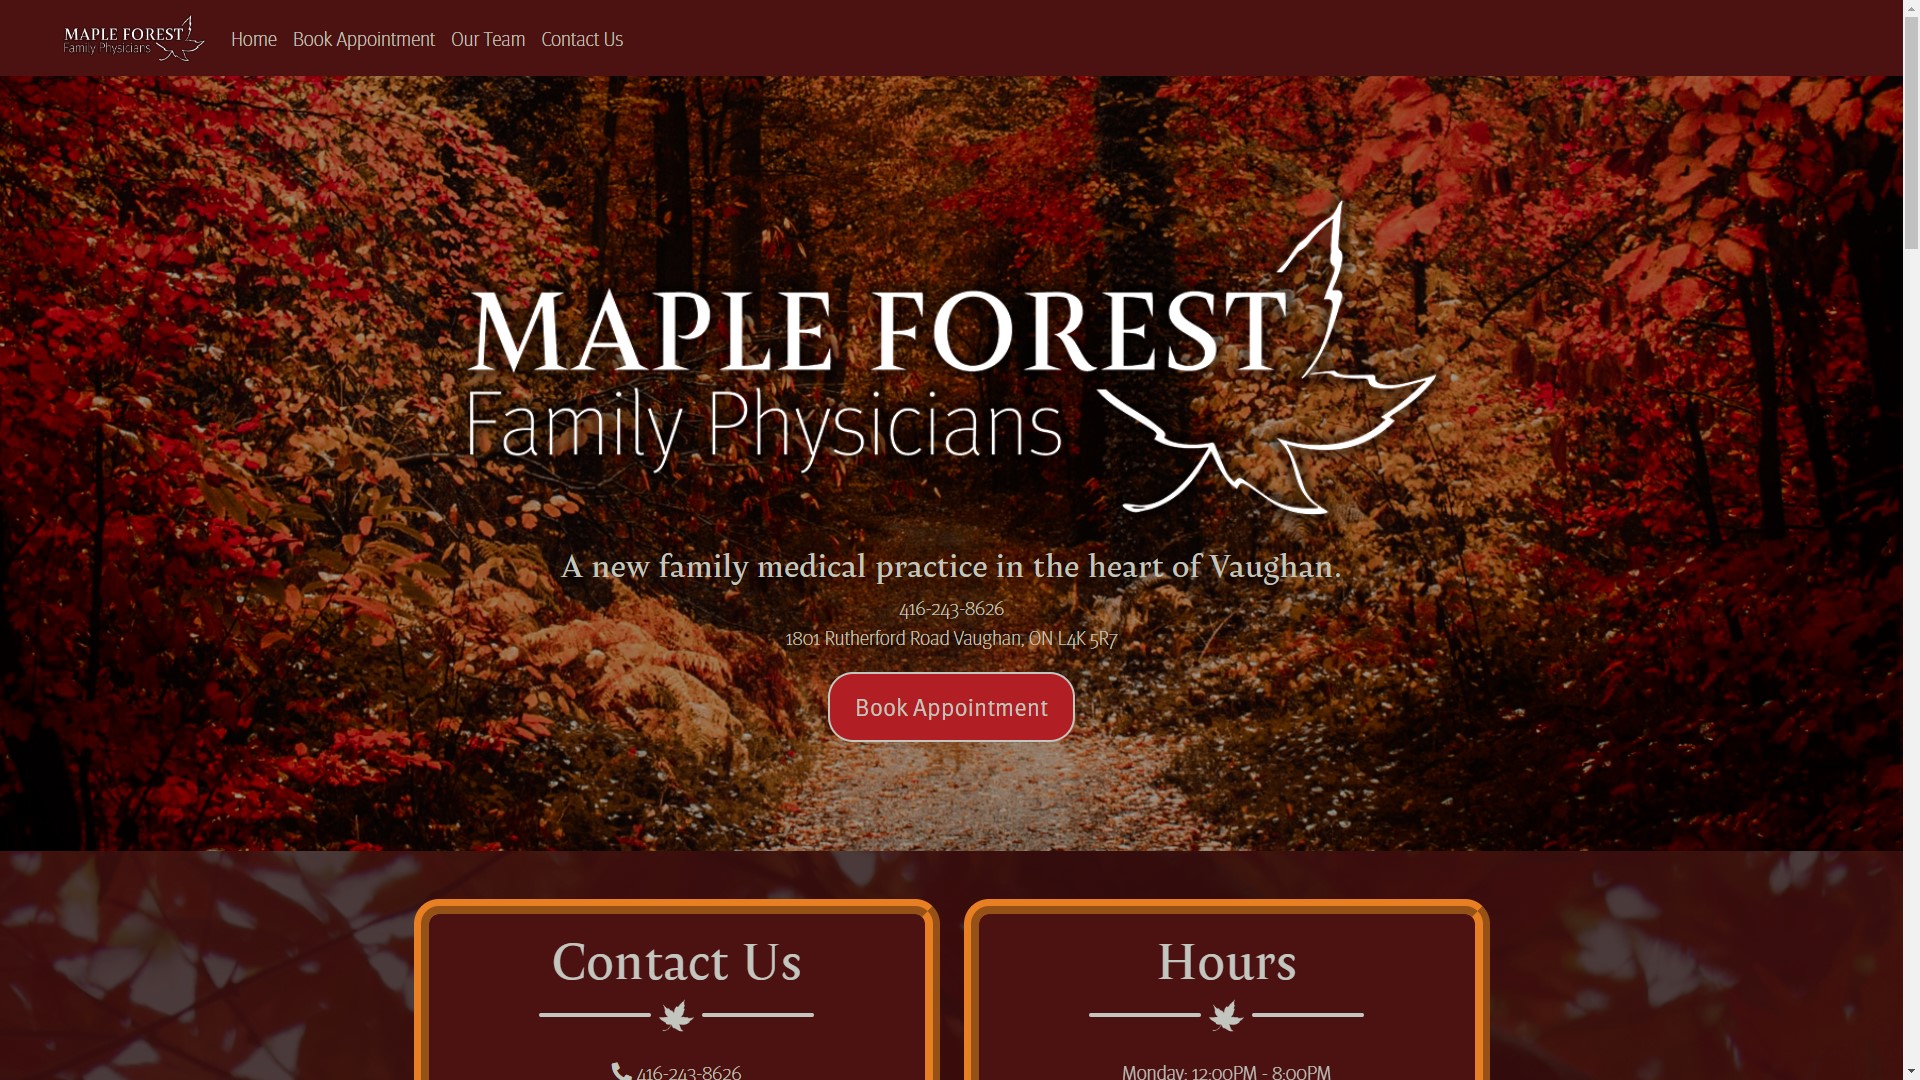 MAPLE FOREST
Family Physicians
Home
Book Appointment
Our Team
Contact Us
MAPLE FOREST
Family Physicians
A new family medical practice in the heart of Vaughan.
416-243-8626
1801 Rutherford Road Vaughan, ON L4K 5R7
Book Appointment
Contact Us
416-243-8626
Hours
Monday: 12:00PM - 8:00PM